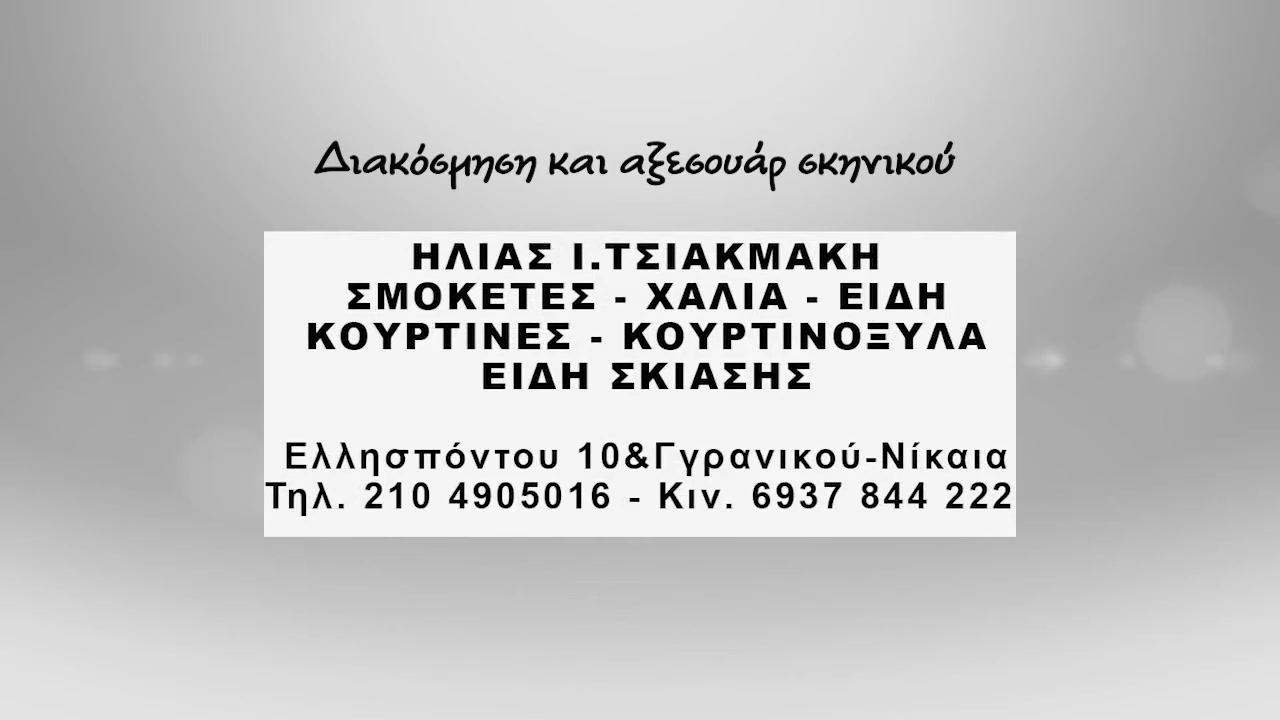 Διακόσμηση και αξεσουάρ σκηνικού
ΗΛΙΑΣ Ι.ΤΣΙΑΚΜΑΚΗ
ΣΜΟΚΕΤΕΣ - ΧΑΛΙΑ - ΕΙΔΗ
ΚΟΥΡΤΙΝΕΣ - ΚΟΥΡΤΙΝΟΞΥΛΑ
ΕΙΔΗ ΣΚΙΑΣΗΣ
Ελλησπόντου 10&Γγρανικού-Νίκαια
Τηλ. 210 4905016 - Κιν. 6937 844 222